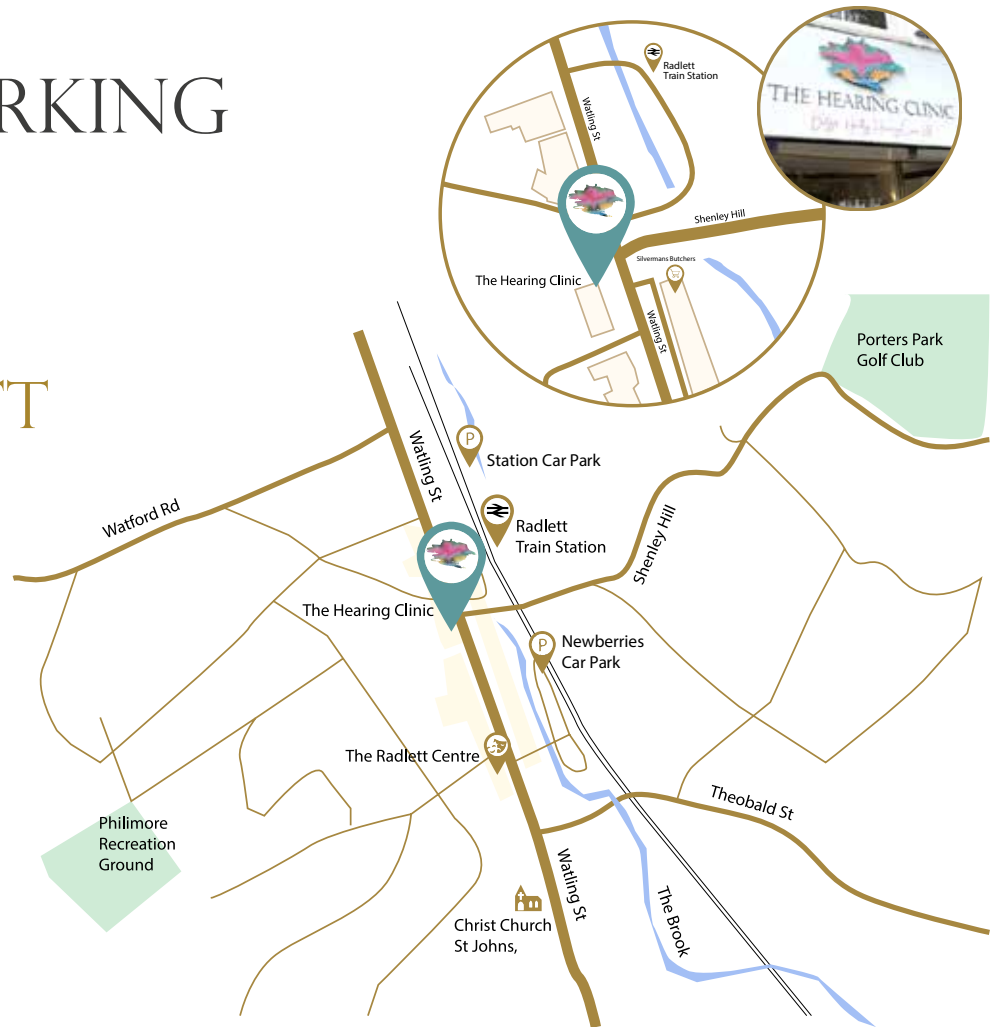 RKING
TT
Radlett
Train Station
Watling St
THE HEARING CLINIC
Shenley Hill
Silvermans Butchers
The Hearing Clinic
Watling St
Porters Park
Golf Club
Watling St
P
Station Car Park
Watford Rd
Radlett
Train Station
Shenley Hill
The Hearing Clinic
P
Newberries
Car Park
The Radlett Centre
Theobald St
Philimore
Recreation
Ground
Watling St
The Brook
Christ Church
St Johns,